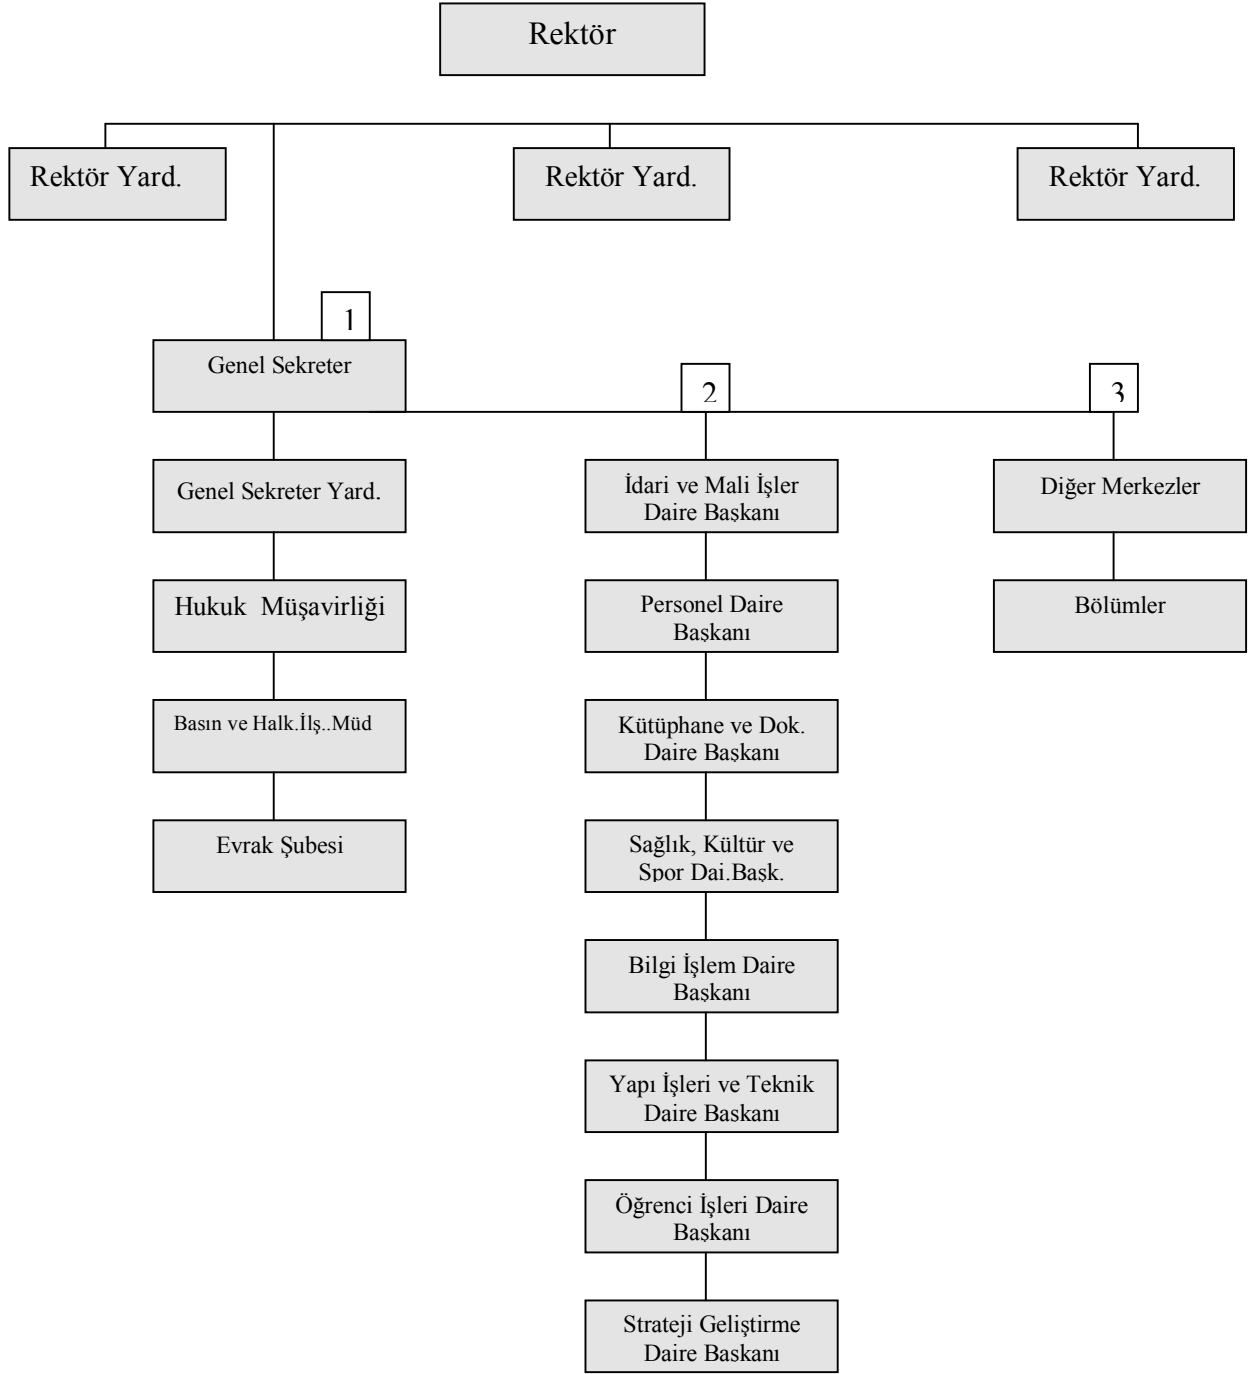 Rektör
Rektör Yard.
Rektör Yard.
Rektör Yard.
1
Genel Sekreter
2
3
Genel Sekreter Yard.
İdari ve Mali İşler
Daire Başkanı
Diğer Merkezler
Hukuk Müşavirliği
Personel Daire
Başkanı
Bölümler
Basın ve Halk.İlş..Müd
Kütüphane ve Dok.
Daire Başkanı
Evrak Şubesi
Sağlık, Kültür ve
Spor Dai.Başk.
Bilgi İşlem Daire
Başkanı
Yapı İşleri ve Teknik
Daire Başkanı
Öğrenci İşleri Daire
Başkanı
Strateji Geliştirme
Daire Başkanı